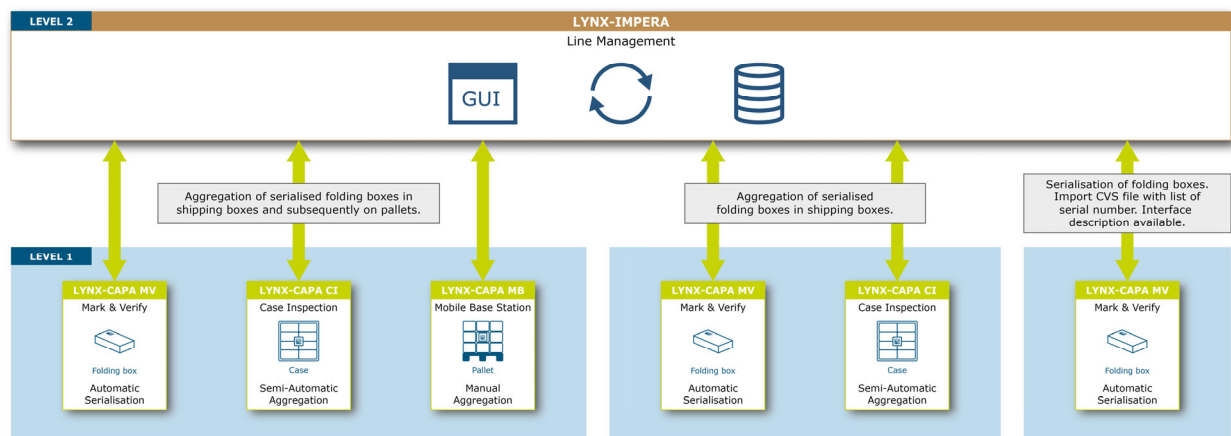 LEVEL 2
LYNX-IMPERA
Line Management
GUI
Aggregation of serialised folding boxes in
shipping boxes and subsequently on pallets.
Aggregation of serialised
folding boxes in shipping boxes.
Serialisation of folding boxes.
Import CVS file with list of
serial number. Interface
description available.
LEVEL 1
LYNX-CAPA MV
Mark & Verify
Folding box
Automatic
Serialisation
LYNX-CAPA CI
Case Inspection
Case
Semi-Automatic
Aggregation
LYNX-CAPA MB
Mobile Base Station
Pallet
Manual
Aggregation
LYNX-CAPA MV
Mark & Verify
Folding box
Automatic
Serialisation
LYNX-CAPA CI
Case Inspection
Case
Semi-Automatic
Aggregation
LYNX-CAPA MV
Mark & Verify
Folding box
Automatic
Serialisation